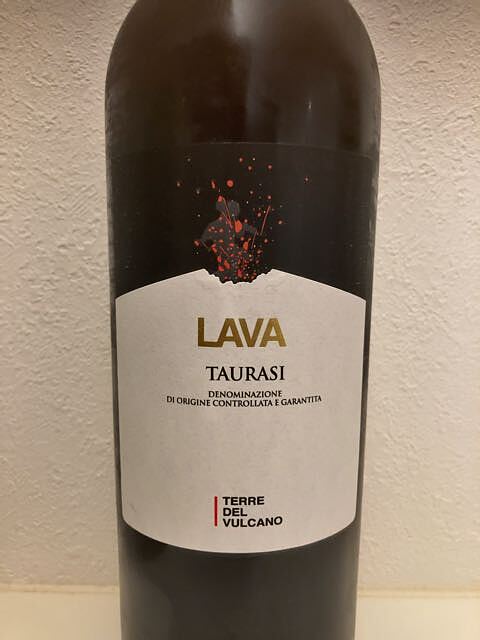 LAVA
TAURASI
DENOMINAZIONE
DI ORIGINE CONTROLLATA E GARANTITA
TERRE
DEL
VULCANO